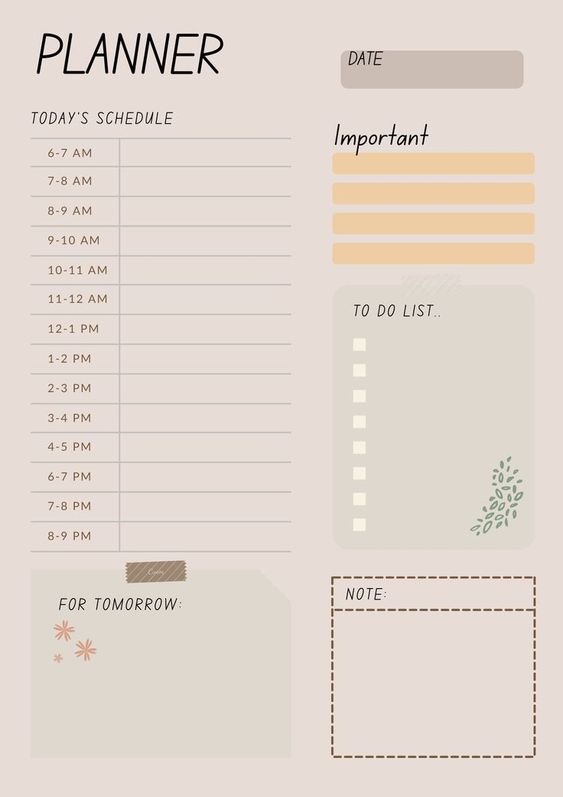 PLANNER
DATE
TODAY'S SCHEDULE
6-7 AM
7-8 AM
8-9 AM
9-10 AM
10-11 AM
11-12 AM
12-1 PM
1-2 PM
2-3 PM
3-4 PM
4-5 PM
6-7 PM
7-8 PM
8-9 PM
Important
TO DO LIST..
FOR TOMORROW:
NOTE: